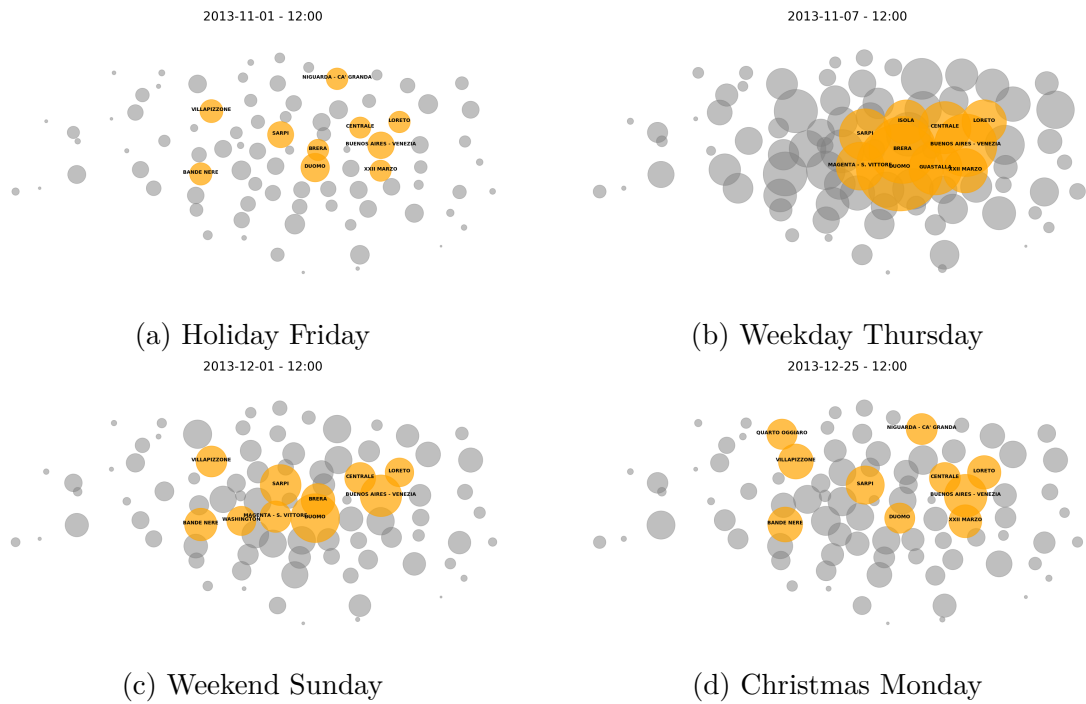 2013-11-01 - 12:00
NIGUARDA - CA' GRANDA
VILLAPIZZONE
SARPI
CENTRALE
LORETO
BRERA
BUENOS AIRES - VENEZIA
DUOMO
XXII MARZO
BANDE NERE
(a) Holiday Friday
2013-11-07 - 12:00
ISOLA
LORETO
SARPI
CENTRALE
BRERA
BUENOS AIRES - VENEZIA
MAGENTA - S. VITTORE
DUOMO
GUASTALLA
XXII MARZO
(b) Weekday Thursday
2013-12-01 - 12:00
VILLAPIZZONE
SARPI
CENTRALE
LORETO
BRERA
BUENOS AIRES - VENEZIA
BANDE NERE
WASHINGTON
MAGENTA - S. VITTORE
DUOMO
(c) Weekend Sunday
2013-12-25 - 12:00
NIGUARDA - CA' GRANDA
QUARTO OGGIARO
VILLAPIZZONE
SARPI
CENTRALE
LORETO
BUENOS AIRES - VENEZIA
BANDE NERE
DUOMO
XXII MARZO
(d) Christmas Monday